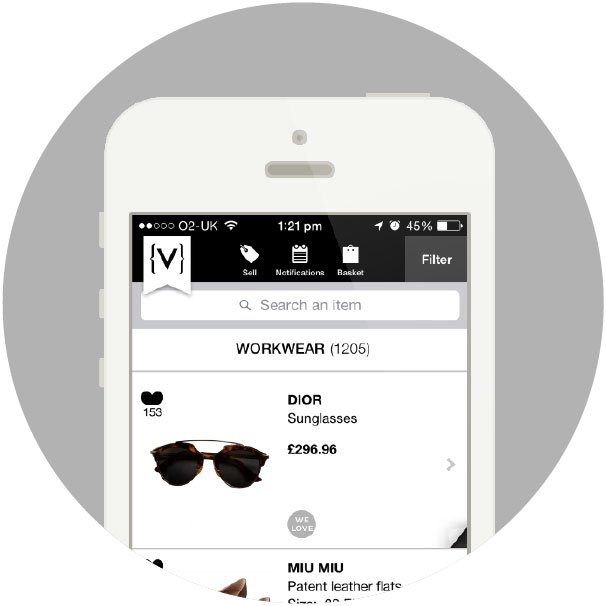 O2-UK 1:21 pm 45%
{V}
Sell Notifications Basket Filter
Search an item
WORKWEAR (1205)
153
DIOR
Sunglasses
£296.96
WE
LOVE
MIU MIU
Patent leather flats